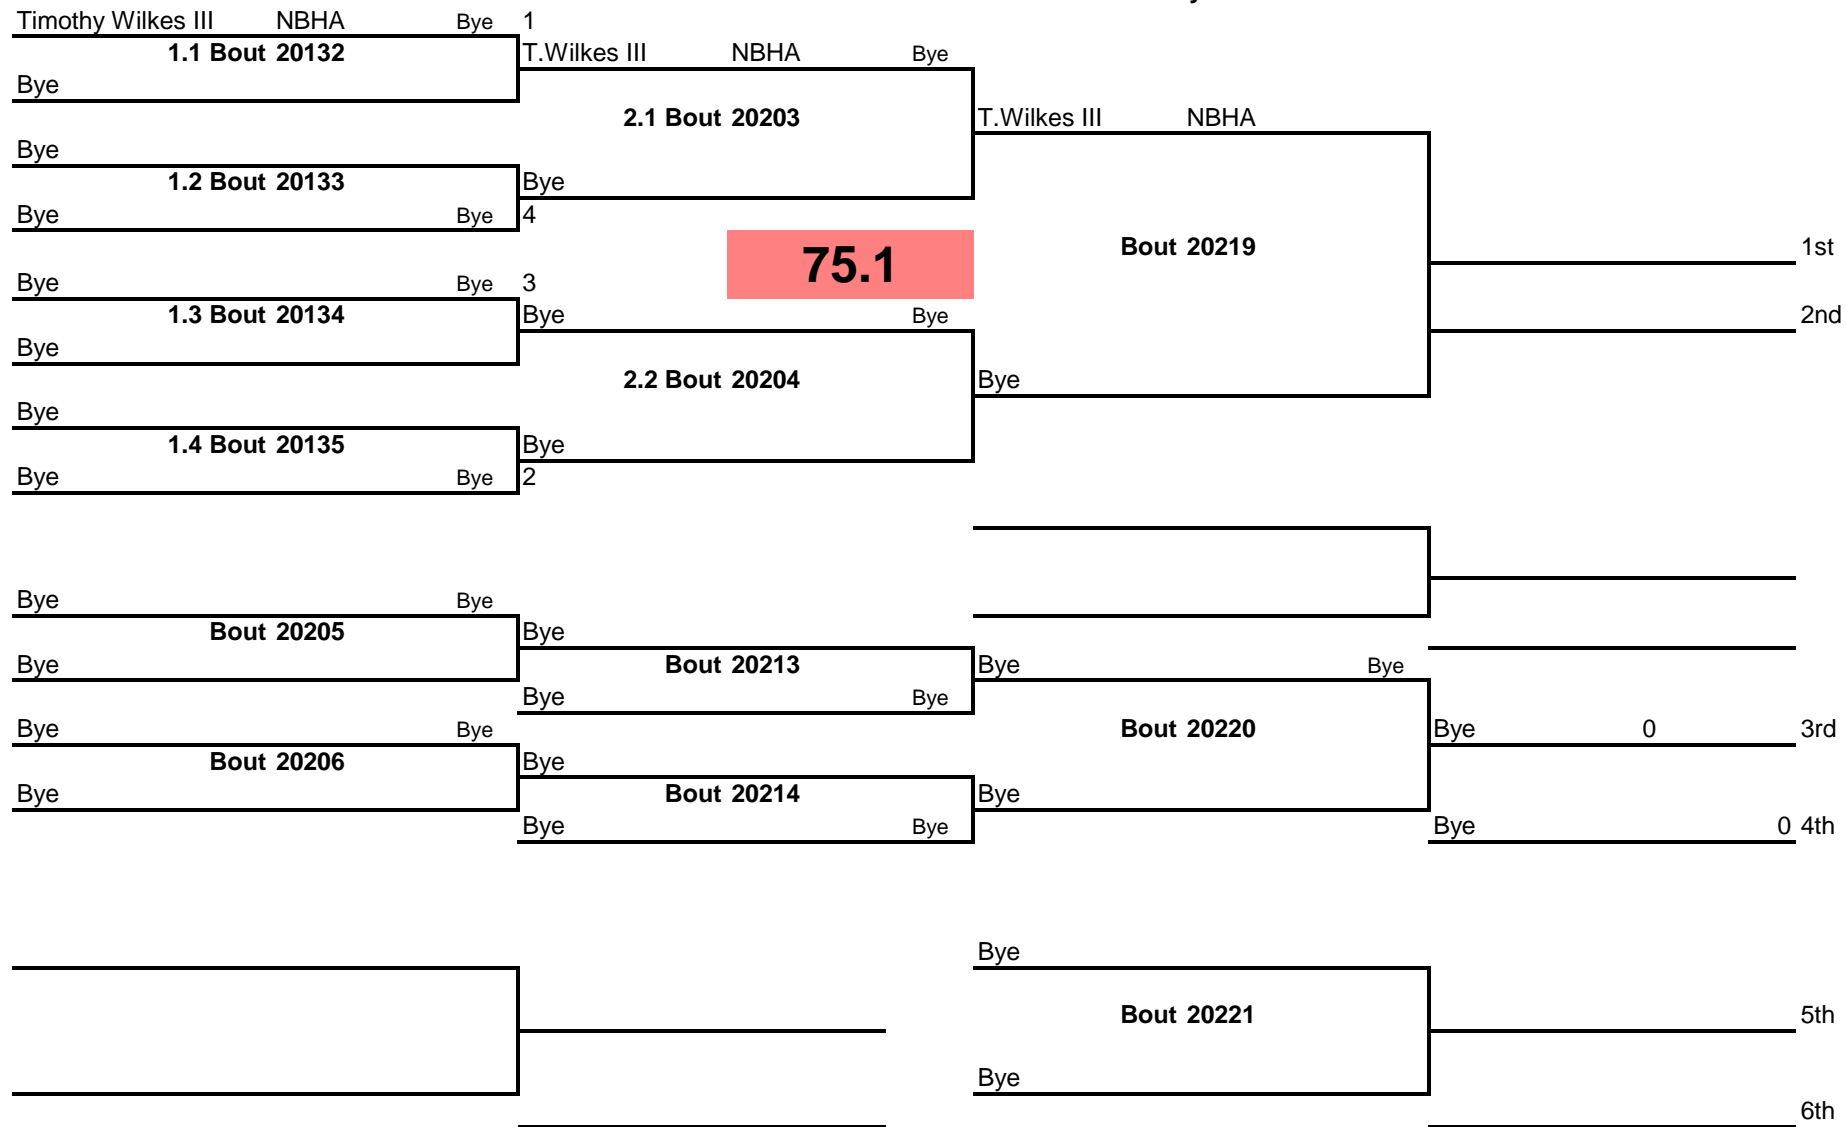 Timothy Wilkes III NBHA Bye 1
1.1 Bout 20132 T.Wilkes III NBHA Bye
Bye
2.1 Bout 20203 T.Wilkes III NBHA
Bye
1.2 Bout 20133 Bye
Bye Bye 4
75.1 Bout 20219 1st
Bye Bye 3
1.3 Bout 20134 Bye Bye 2nd
Bye
2.2 Bout 20204 Bye
Bye
1.4 Bout 20135 Bye
Bye Bye 2
Bye Bye
Bout 20205 Bye
Bye Bout 20213 Bye Bye
Bye Bye
Bye Bye Bout 20220 Bye 0 3rd
Bout 20206 Bye
Bye Bout 20214 Bye
Bye Bye Bye 0 4th
Bye
Bout 20221 5th
Bye
6th